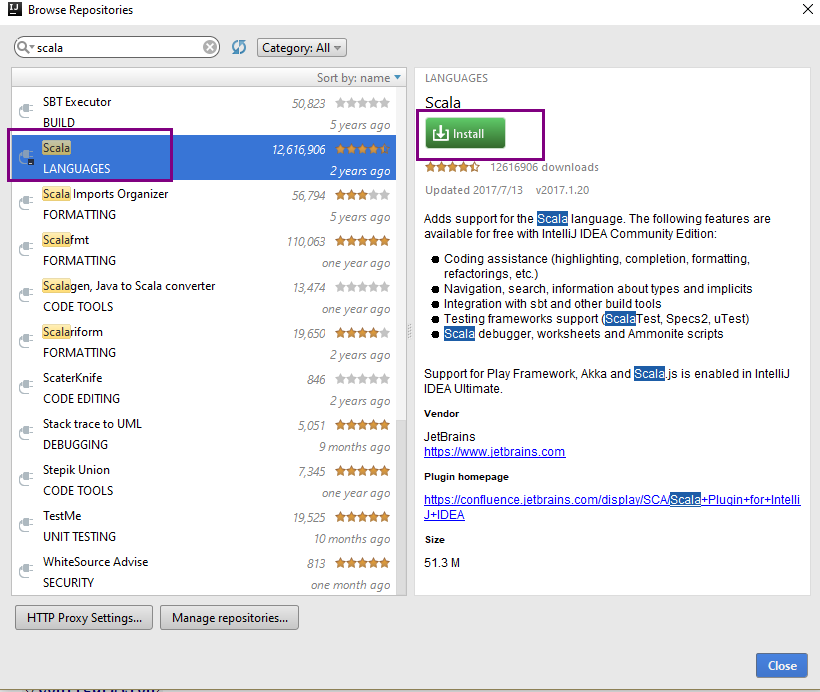 Browse Repositories
scala
Category: All
Sort by: name
SBT Executor 50,823
BUILD 5 years ago
Scala 12,616,906
LANGUAGES 2 years ago
Scala Imports Organizer 56,794
FORMATTING 5 years ago
Scalafmt 110,063
FORMATTING one year ago
Scalagen, Java to Scala converter 13,474
CODE TOOLS one year ago
Scalariform 19,650
FORMATTING 2 years ago
ScaterKnife 846
CODE EDITING 2 years ago
Stack trace to UML 5,051
DEBUGGING 9 months ago
Stepik Union 7,345
CODE TOOLS one year ago
TestMe 19,525
UNIT TESTING 10 months ago
WhiteSource Advise 813
SECURITY one month ago
LANGUAGES
Scala
Install
12616906 downloads
Updated 2017/7/13 v2017.1.20
Adds support for the Scala language. The following features are
available for free with IntelliJ IDEA Community Edition:
● Coding assistance (highlighting, completion, formatting,
refactorings, etc.)
● Navigation, search, information about types and implicits
● Integration with sbt and other build tools
● Testing frameworks support (ScalaTest, Specs2, uTest)
● Scala debugger, worksheets and Ammonite scripts
Support for Play Framework, Akka and Scala.js is enabled in IntelliJ
IDEA Ultimate.
Vendor
JetBrains
https://www.jetbrains.com
Plugin homepage
https://confluence.jetbrains.com/display/SCA/Scala+Plugin+for+Intelli
J+IDEA
Size
51.3 M
HTTP Proxy Settings... Manage repositories...
Close